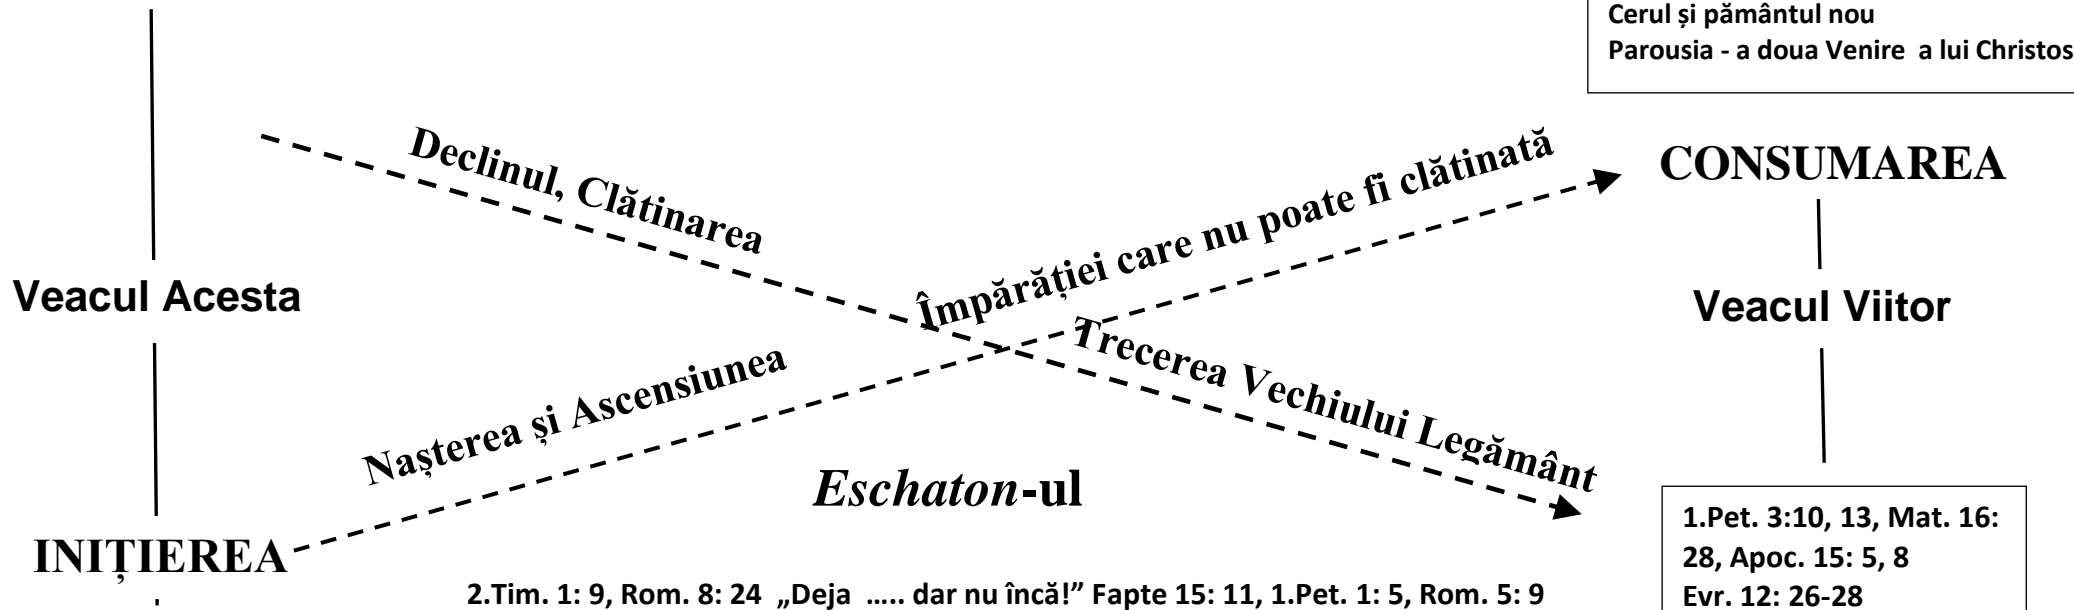 Cerul și pământul nou
Parousia - a doua Venire a lui Christos
Declinul, Clătinarea
Împărăției care nu poate fi clătinată
CONSUMAREA
Veacul Acesta
Veacul Viitor
Nașterea și Ascensiunea
Trecerea Vechiului Legământ
Eschaton-ul
INIȚIEREA
1.Pet. 3:10, 13, Mat. 16:
28, Apoc. 15: 5, 8
Evr. 12: 26-28
2.Tim. 1: 9, Rom. 8: 24 „Deja ….. dar nu încă!” Fapte 15: 11, 1.Pet. 1: 5, Rom. 5: 9